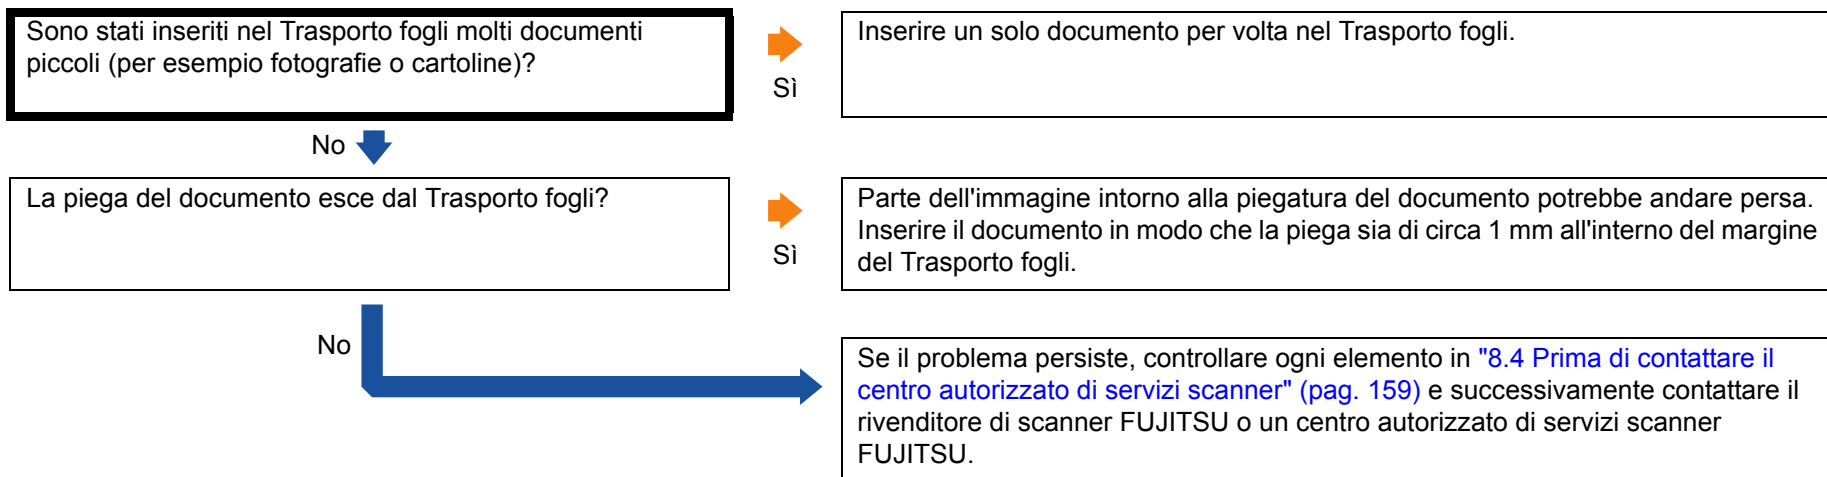 Sono stati inseriti nel Trasporto fogli molti documenti
piccoli (per esempio fotografie o cartoline)?
Sì
Inserire un solo documento per volta nel Trasporto fogli.
No
La piega del documento esce dal Trasporto fogli?
Sì
Parte dell'immagine intorno alla piegatura del documento potrebbe andare persa.
Inserire il documento in modo che la piega sia di circa 1 mm all'interno del margine
del Trasporto fogli.
No
Se il problema persiste, controllare ogni elemento in "8.4 Prima di contattare il
centro autorizzato di servizi scanner" (pag. 159) e successivamente contattare il
rivenditore di scanner FUJITSU o un centro autorizzato di servizi scanner
FUJITSU.